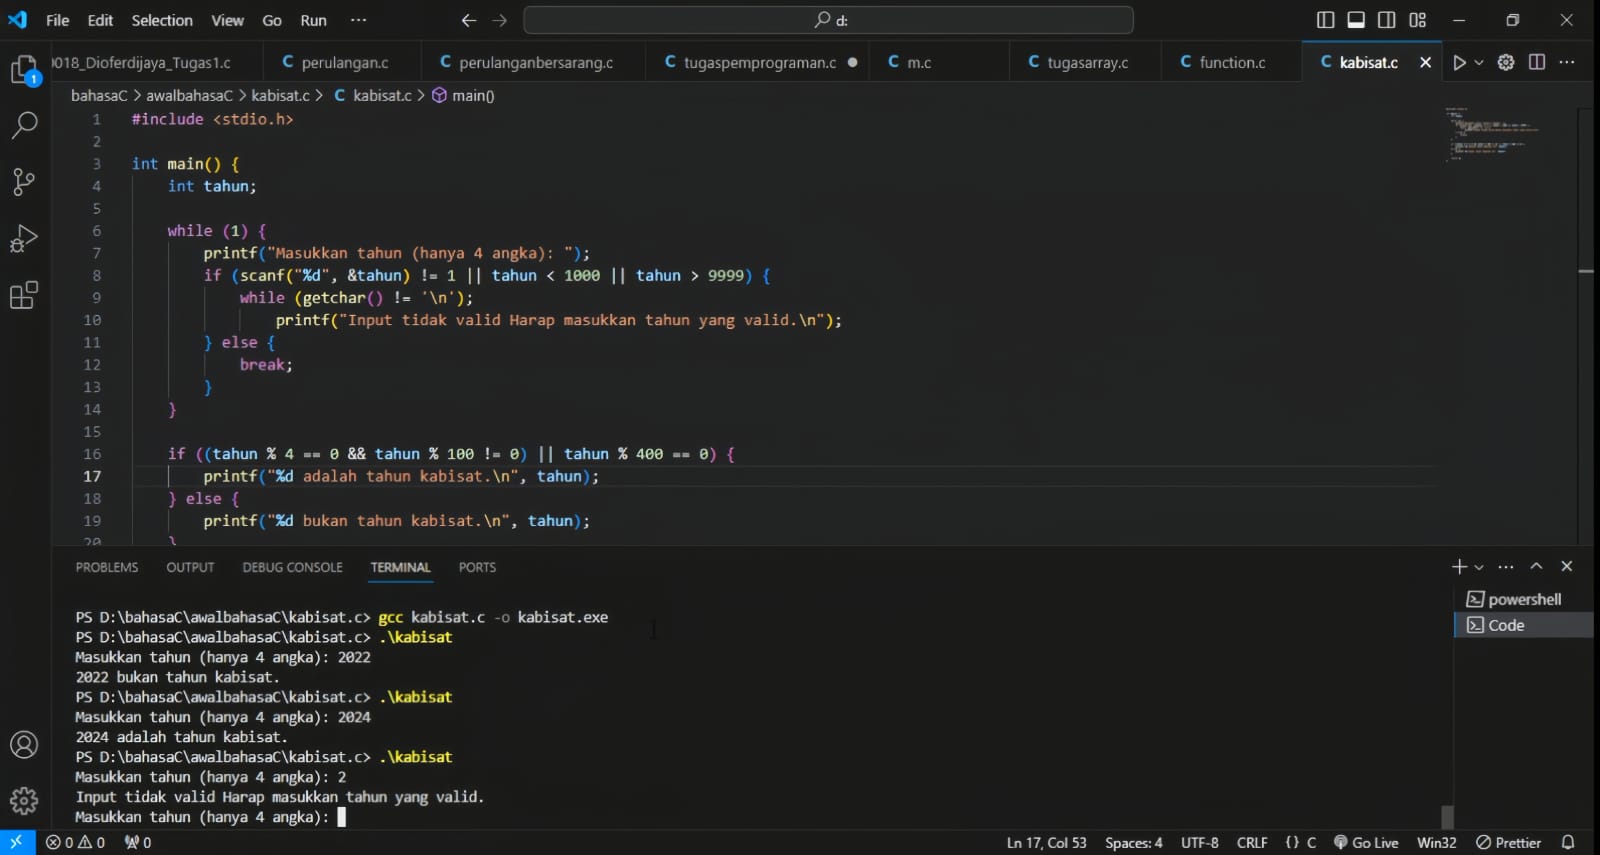 File Edit Selection View Go Run ···
d:
018_Dioferdijaya_Tugas1.c perulangan.c perulanganbersarang.c tugaspemprograman.c m.c tugasarray.c function.c kabisat.c
bahasaC > awalbahasaC > kabisat.c > C kabisat.c > main()
1 #include <stdio.h>
2
3 int main() {
4 int tahun;
5
6 while (1) {
7 printf("Masukkan tahun (hanya 4 angka): ");
8 if (scanf("%d", &tahun) != 1 || tahun < 1000 || tahun > 9999) {
9 while (getchar() != '\n');
10 printf("Input tidak valid Harap masukkan tahun yang valid.\n");
11 } else {
12 break;
13 }
14 }
15
16 if ((tahun % 4 == 0 && tahun % 100 != 0) || tahun % 400 == 0) {
17 printf("%d adalah tahun kabisat.\n", tahun);
18 } else {
19 printf("%d bukan tahun kabisat.\n", tahun);
20 }
PROBLEMS OUTPUT DEBUG CONSOLE TERMINAL PORTS
PS D:\bahasaC\awalbahasaC\kabisat.c> gcc kabisat.c -o kabisat.exe
PS D:\bahasaC\awalbahasaC\kabisat.c> .\kabisat
Masukkan tahun (hanya 4 angka): 2022
2022 bukan tahun kabisat.
PS D:\bahasaC\awalbahasaC\kabisat.c> .\kabisat
Masukkan tahun (hanya 4 angka): 2024
2024 adalah tahun kabisat.
PS D:\bahasaC\awalbahasaC\kabisat.c> .\kabisat
Masukkan tahun (hanya 4 angka): 2
Input tidak valid Harap masukkan tahun yang valid.
Masukkan tahun (hanya 4 angka):
powershell
Code
0 0 0 Ln 17, Col 53 Spaces: 4 UTF-8 CRLF {} C Go Live Win32 Prettier